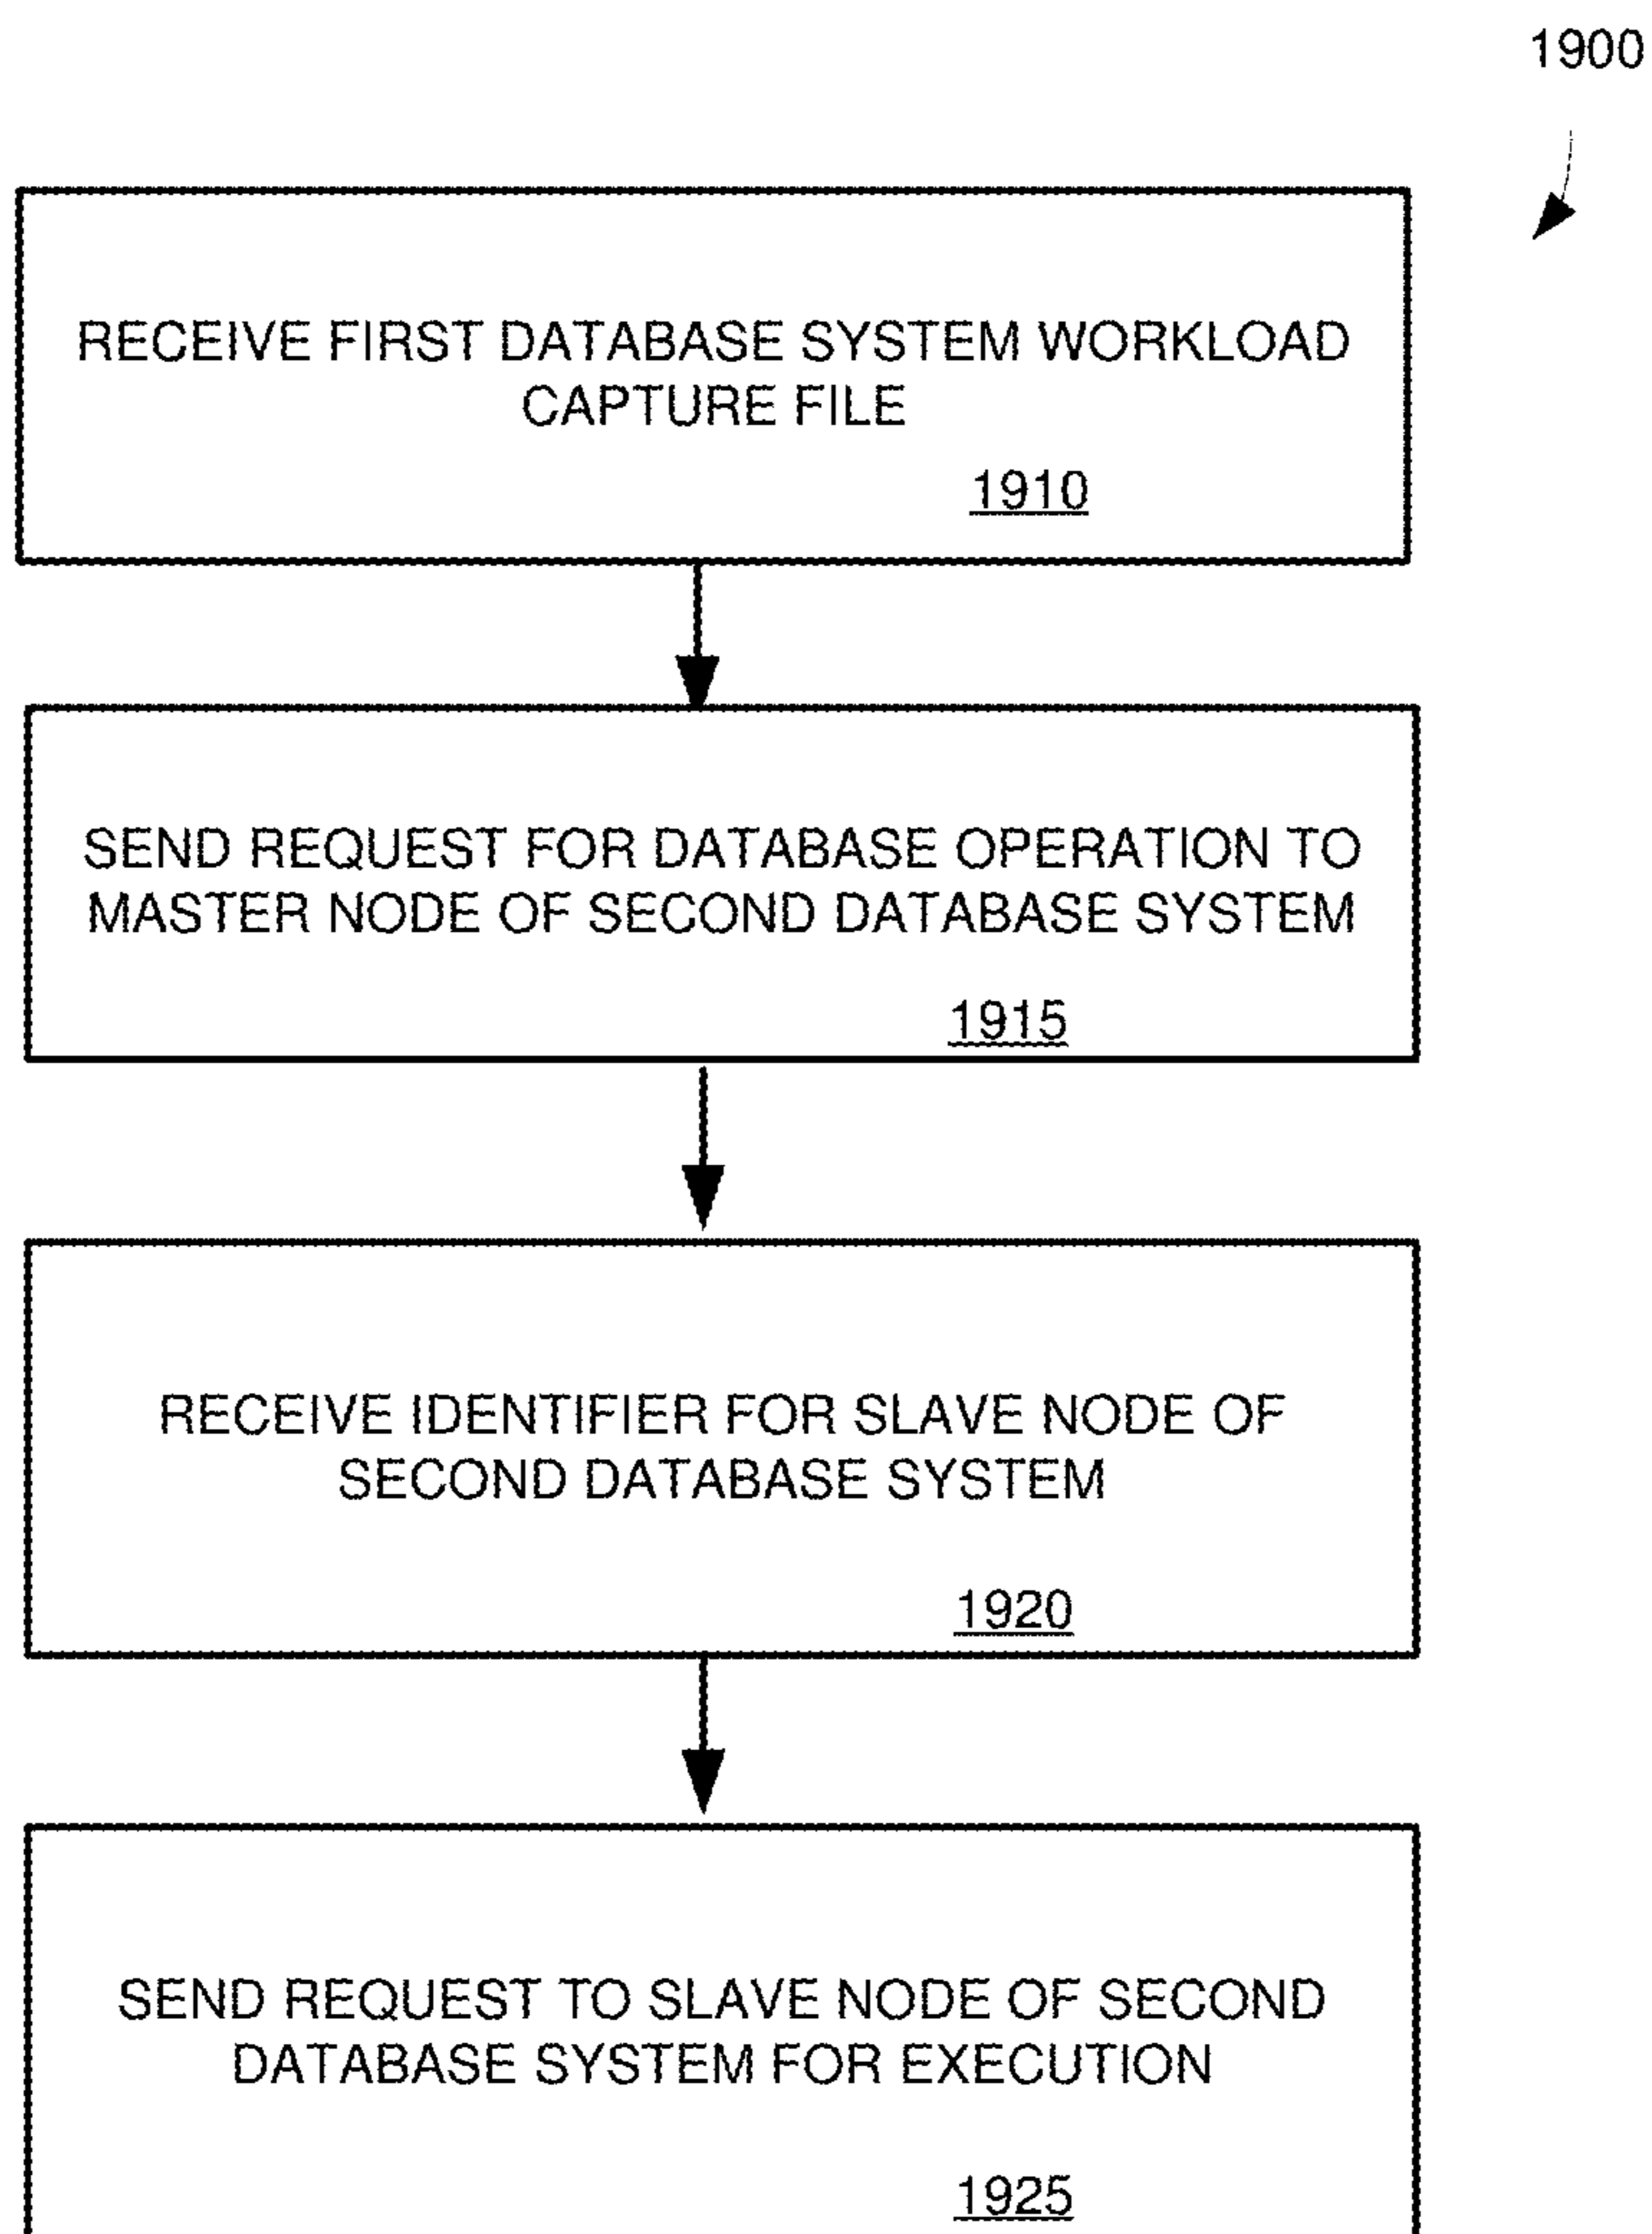 1900
RECEIVE FIRST DATABASE SYSTEM WORKLOAD
CAPTURE FILE
1910
SEND REQUEST FOR DATABASE OPERATION TO
MASTER NODE OF SECOND DATABASE SYSTEM
1915
RECEIVE IDENTIFIER FOR SLAVE NODE OF
SECOND DATABASE SYSTEM
1920
SEND REQUEST TO SLAVE NODE OF SECOND
DATABASE SYSTEM FOR EXECUTION
1925